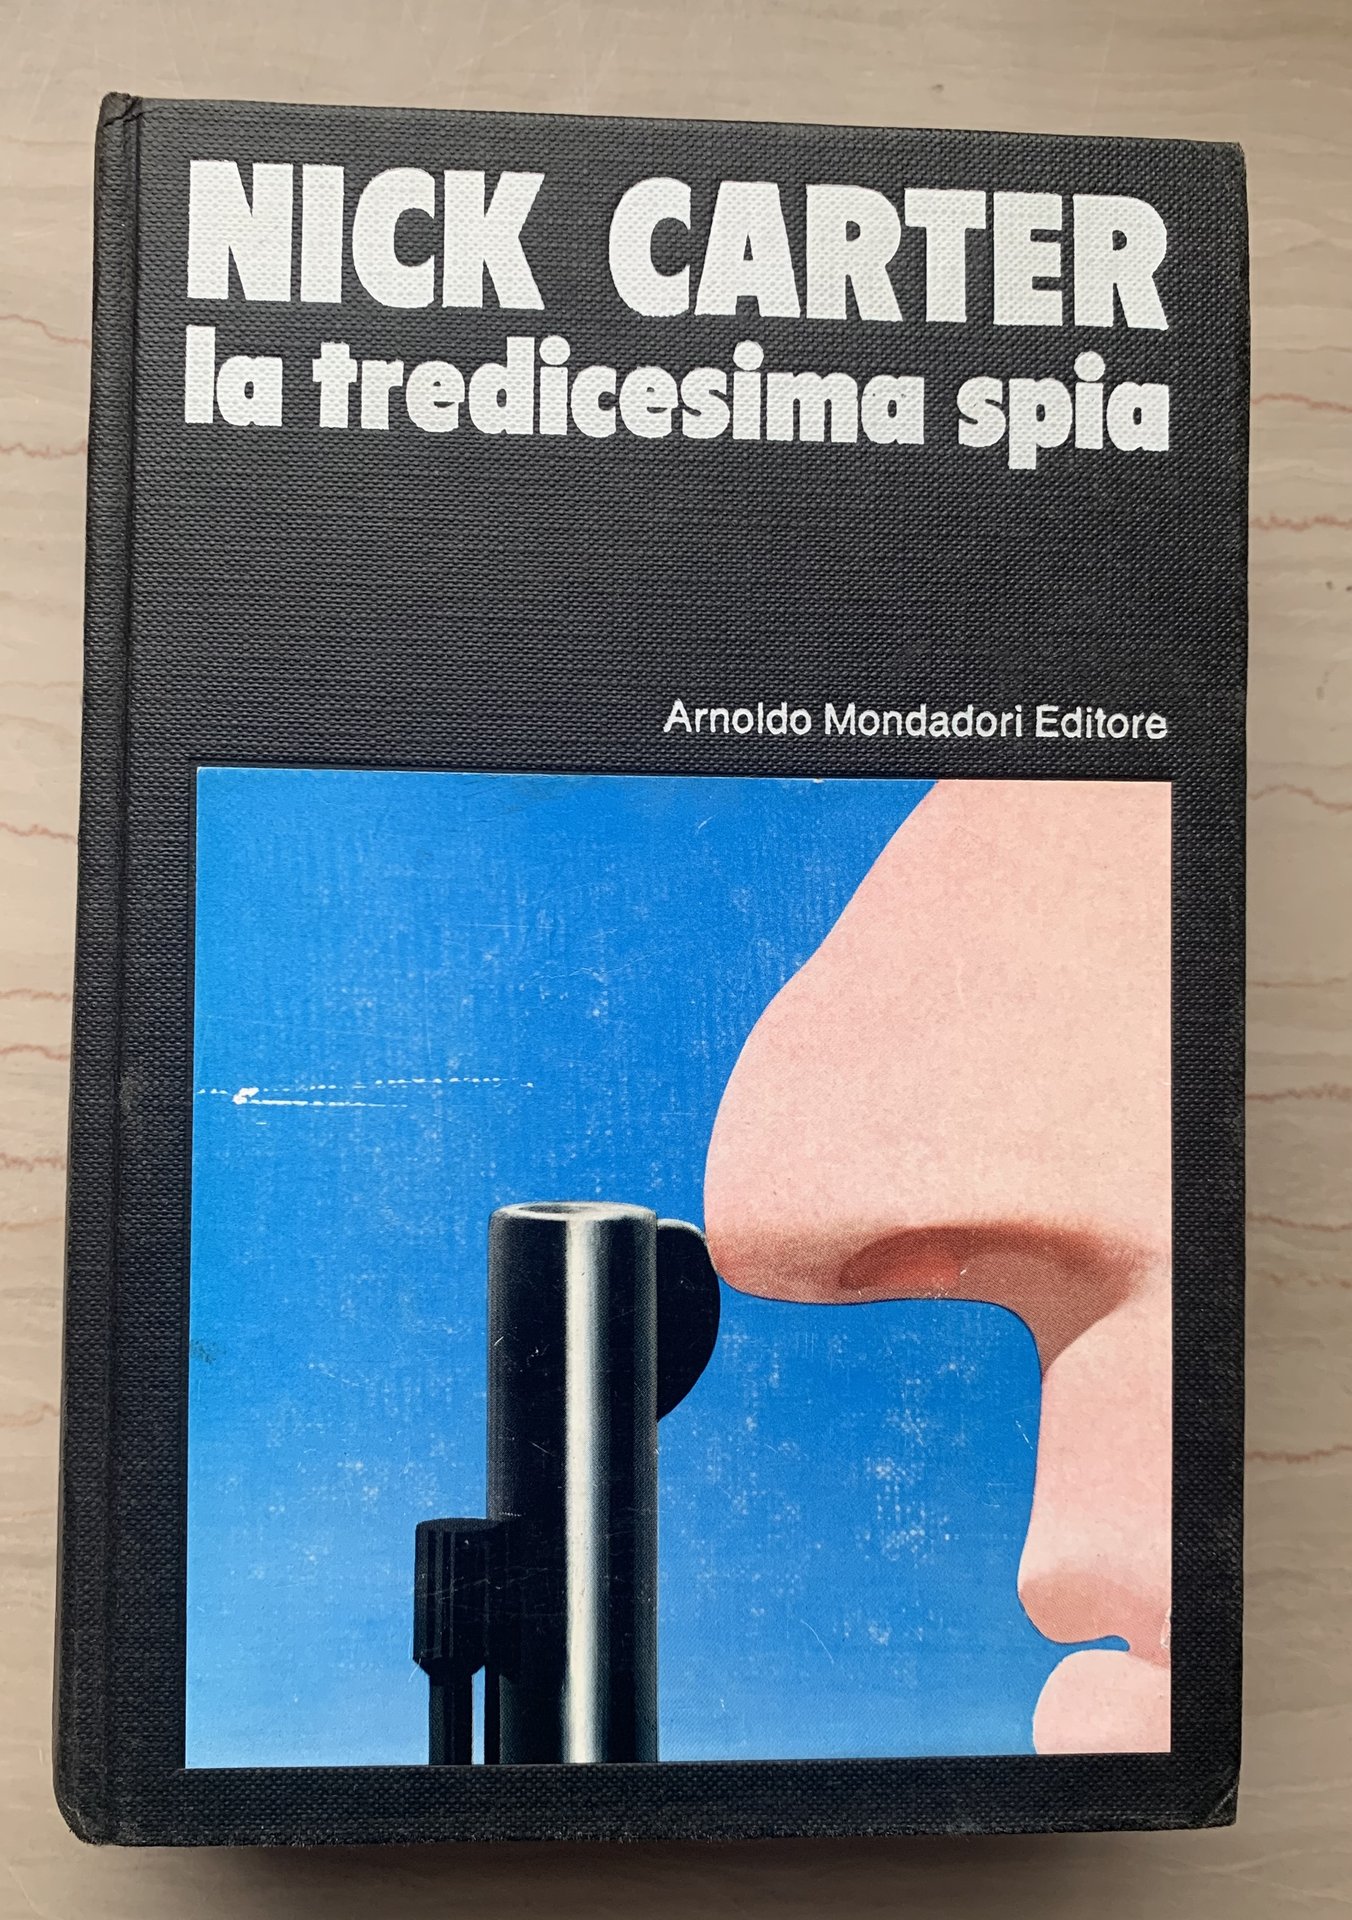 NICK CARTER
la tredicesima spia
Arnoldo Mondadori Editore